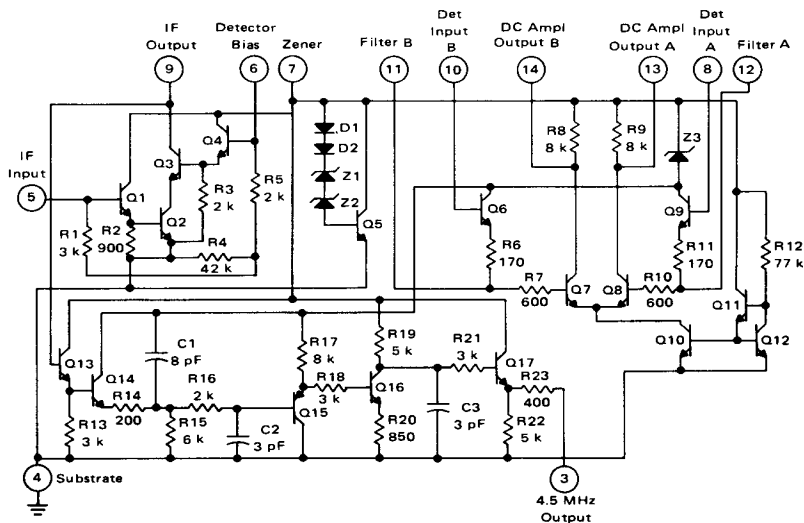 IF
Output
9
Detector
Bias
6
Zener
7
Filter B
11
Det
Input
B
10
DC Ampl
Output B
14
DC Ampl
Output A
13
Det
Input
A
8
Filter A
12
IF
Input
5
Q1
Q2
Q3
Q4
R1
3 k
R2
900
R3
2 k
R4
42 k
R5
2 k
D1
D2
Z1
Z2
Q5
Q6
R6
170
R7
600
R8
8 k
R9
8 k
Z3
Q9
R11
170
R10
600
Q7
Q8
R12
77 k
Q11
Q10
Q12
Q13
Q14
R13
3 k
R14
200
C1
8 pF
R15
6 k
R16
2 k
C2
3 pF
Q15
R17
8 k
R18
3 k
R19
5 k
Q16
R20
850
C3
3 pF
R21
3 k
Q17
R22
5 k
R23
400
4
Substrate
3
4.5 MHz
Output